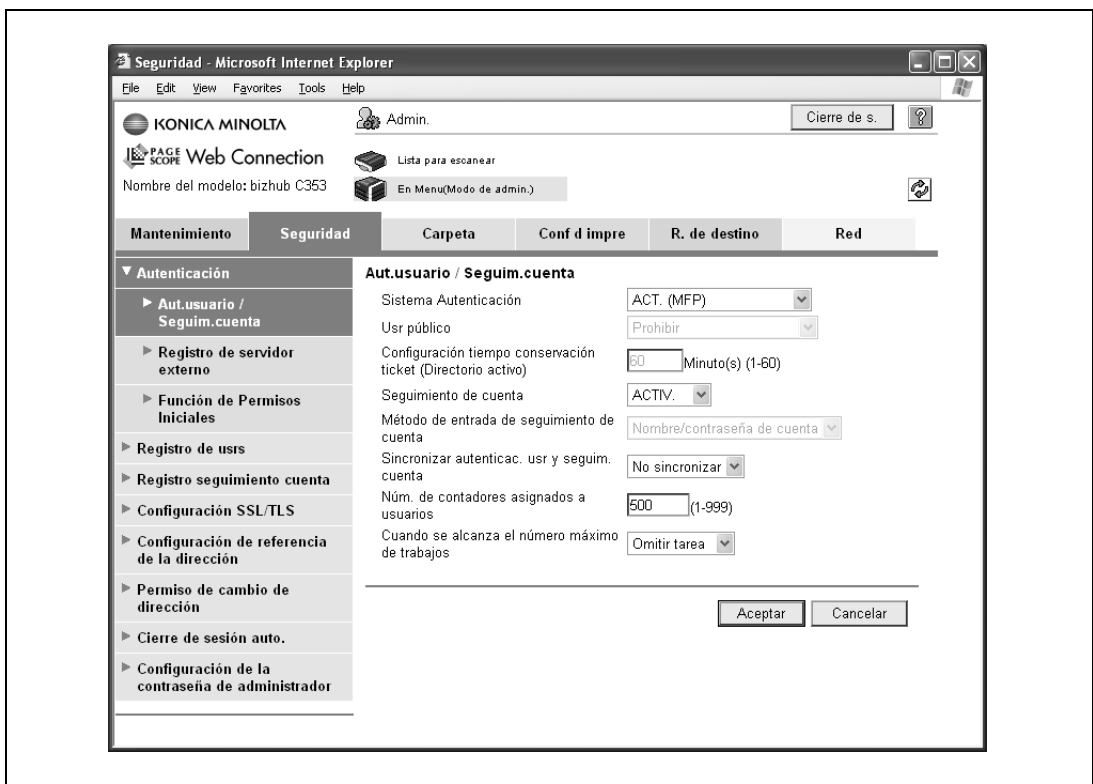 Seguridad - Microsoft Internet Explorer
File Edit View Favorites Tools Help
KONICA MINOLTA
Admin.
Cierre de s.
?
PAGE SCOPE Web Connection
Lista para escanear
Nombre del modelo: bizhub C353
En Menu(Modo de admin.)
Mantenimiento Seguridad Carpeta Conf d impre R. de destino Red
Autenticación
Aut.usuario /
Seguim.cuenta
Registro de servidor
externo
Función de Permisos
Iniciales
Registro de usrs
Registro seguimiento cuenta
Configuración SSL/TLS
Configuración de referencia
de la dirección
Permiso de cambio de
dirección
Cierre de sesión auto.
Configuración de la
contraseña de administrador
Aut.usuario / Seguim.cuenta
Sistema Autenticación ACT. (MFP)
Usr público Prohibir
Configuración tiempo conservación
ticket (Directorio activo) 60 Minuto(s) (1-60)
Seguimiento de cuenta ACTIV.
Método de entrada de seguimiento de
cuenta Nombre/contraseña de cuenta
Sincronizar autenticac. usr y seguim.
cuenta No sincronizar
Núm. de contadores asignados a
usuarios 500 (1-999)
Cuando se alcanza el número máximo
de trabajos Omitir tarea
Aceptar Cancelar